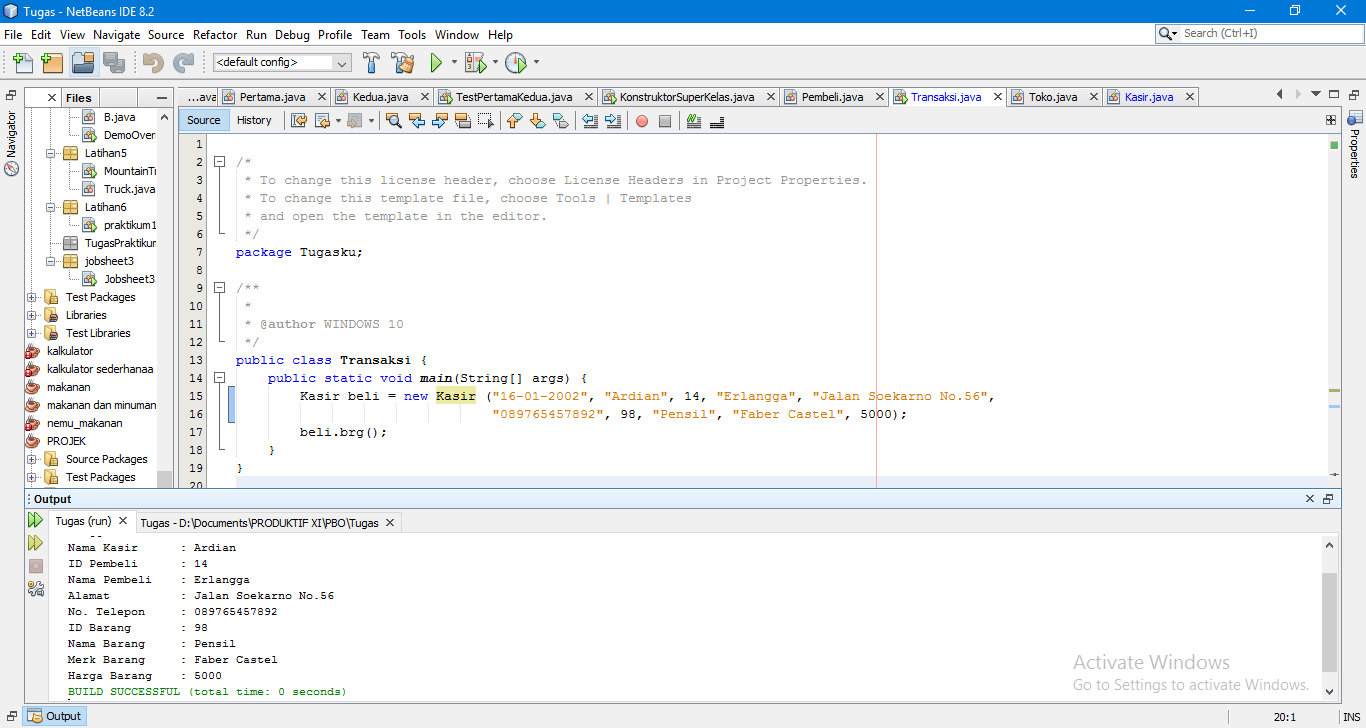 Tugas - NetBeans IDE 8.2
File Edit View Navigate Source Refactor Run Debug Profile Team Tools Window Help
Search (Ctrl+I)
<default config>
Files
...ava Pertama.java Kedua.java TestPertamaKedua.java KonstruktorSuperKelas.java Pembeli.java Transaksi.java Toko.java Kasir.java
Navigator
B.java
DemoOver
Latihan5
MountainTi
Truck.java
Latihan6
praktikum1
TugasPraktikur
jobsheet3
Jobsheet3
Test Packages
Libraries
Test Libraries
kalkulator
kalkulator sederhanaa
makanan
makanan dan minuman
nemu_makanan
PROJEK
Source Packages
Test Packages
Source History
Properties
1
2 /*
3 * To change this license header, choose License Headers in Project Properties.
4 * To change this template file, choose Tools | Templates
5 * and open the template in the editor.
6 */
7 package Tugasku;
8
9 /**
10 *
11 * @author WINDOWS 10
12 */
13 public class Transaksi {
14 public static void main(String[] args) {
15 Kasir beli = new Kasir ("16-01-2002", "Ardian", 14, "Erlangga", "Jalan Soekarno No.56",
16 "089765457892", 98, "Pensil", "Faber Castel", 5000);
17 beli.brg();
18 }
19 }
20
Output
Tugas (run) Tugas - D:\Documents\PRODUKTIF XI\PBO\Tugas
Nama Kasir : Ardian
ID Pembeli : 14
Nama Pembeli : Erlangga
Alamat : Jalan Soekarno No.56
No. Telepon : 089765457892
ID Barang : 98
Nama Barang : Pensil
Merk Barang : Faber Castel
Harga Barang : 5000
BUILD SUCCESSFUL (total time: 0 seconds)
Activate Windows
Go to Settings to activate Windows.
Output
20:1 INS